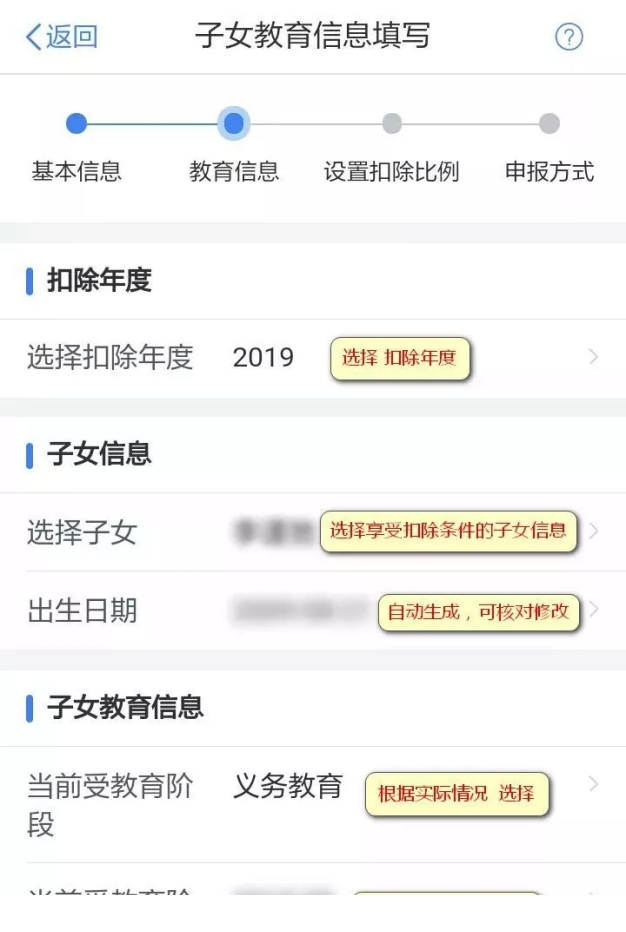 返回 子女教育信息填写 ?
基本信息 教育信息 设置扣除比例 申报方式
扣除年度
选择扣除年度 2019 选择 扣除年度
子女信息
选择子女 选择享受扣除条件的子女信息
出生日期 自动生成，可核对修改
子女教育信息
当前受教育阶 义务教育 根据实际情况 选择
段